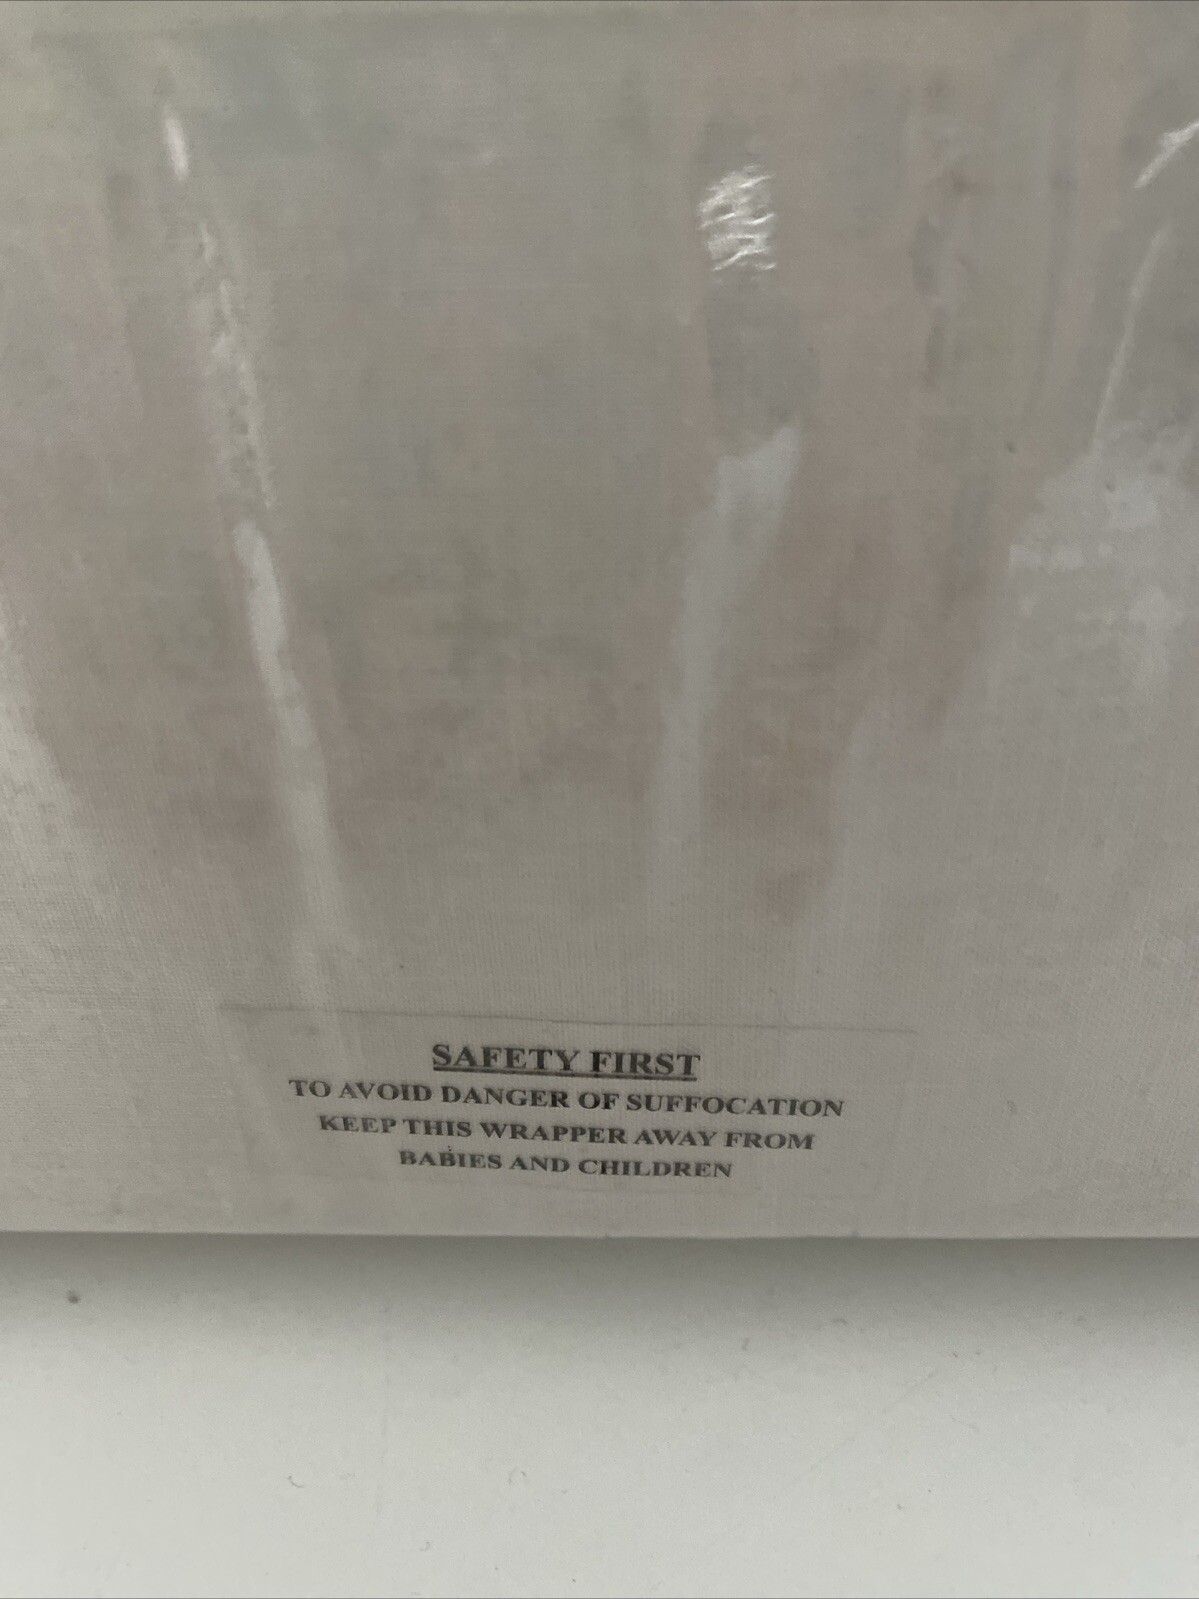 SAFETY FIRST
TO AVOID DANGER OF SUFFOCATION
KEEP THIS WRAPPER AWAY FROM
BABIES AND CHILDREN